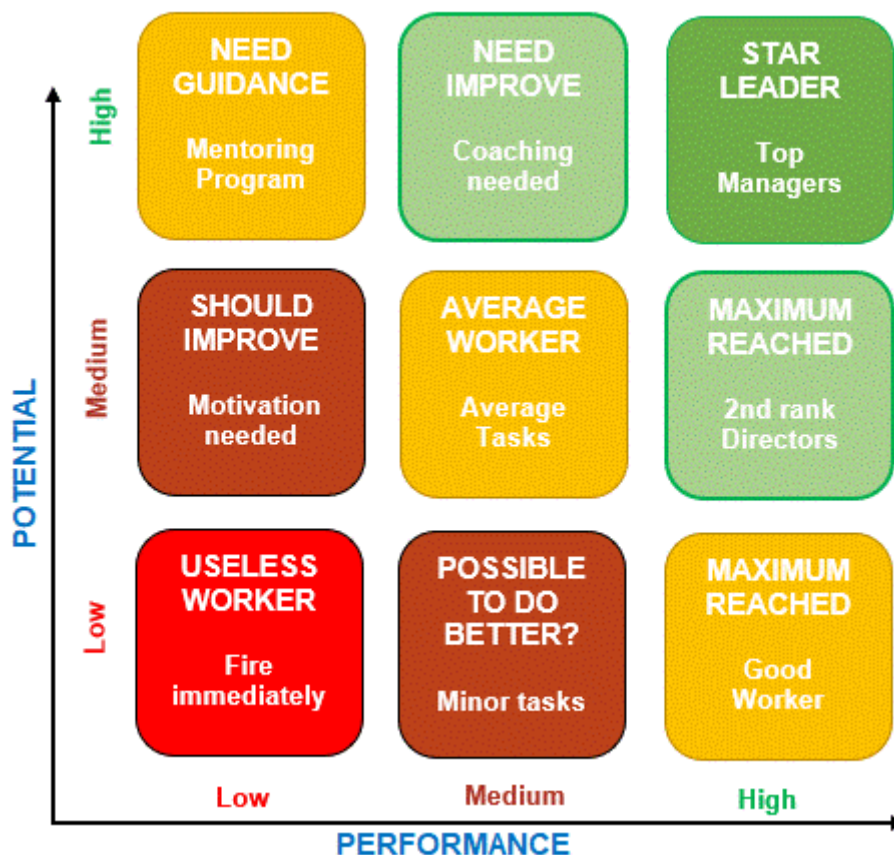 NEED
GUIDANCE
Mentoring
Program
NEED
IMPROVE
Coaching
needed
STAR
LEADER
Top
Managers
High
SHOULD
IMPROVE
Motivation
needed
AVERAGE
WORKER
Average
Tasks
MAXIMUM
REACHED
2nd rank
Directors
Medium
POTENTIAL
USELESS
WORKER
Fire
immediately
POSSIBLE
TO DO
BETTER?
Minor tasks
MAXIMUM
REACHED
Good
Worker
Low
Low
Medium
High
PERFORMANCE